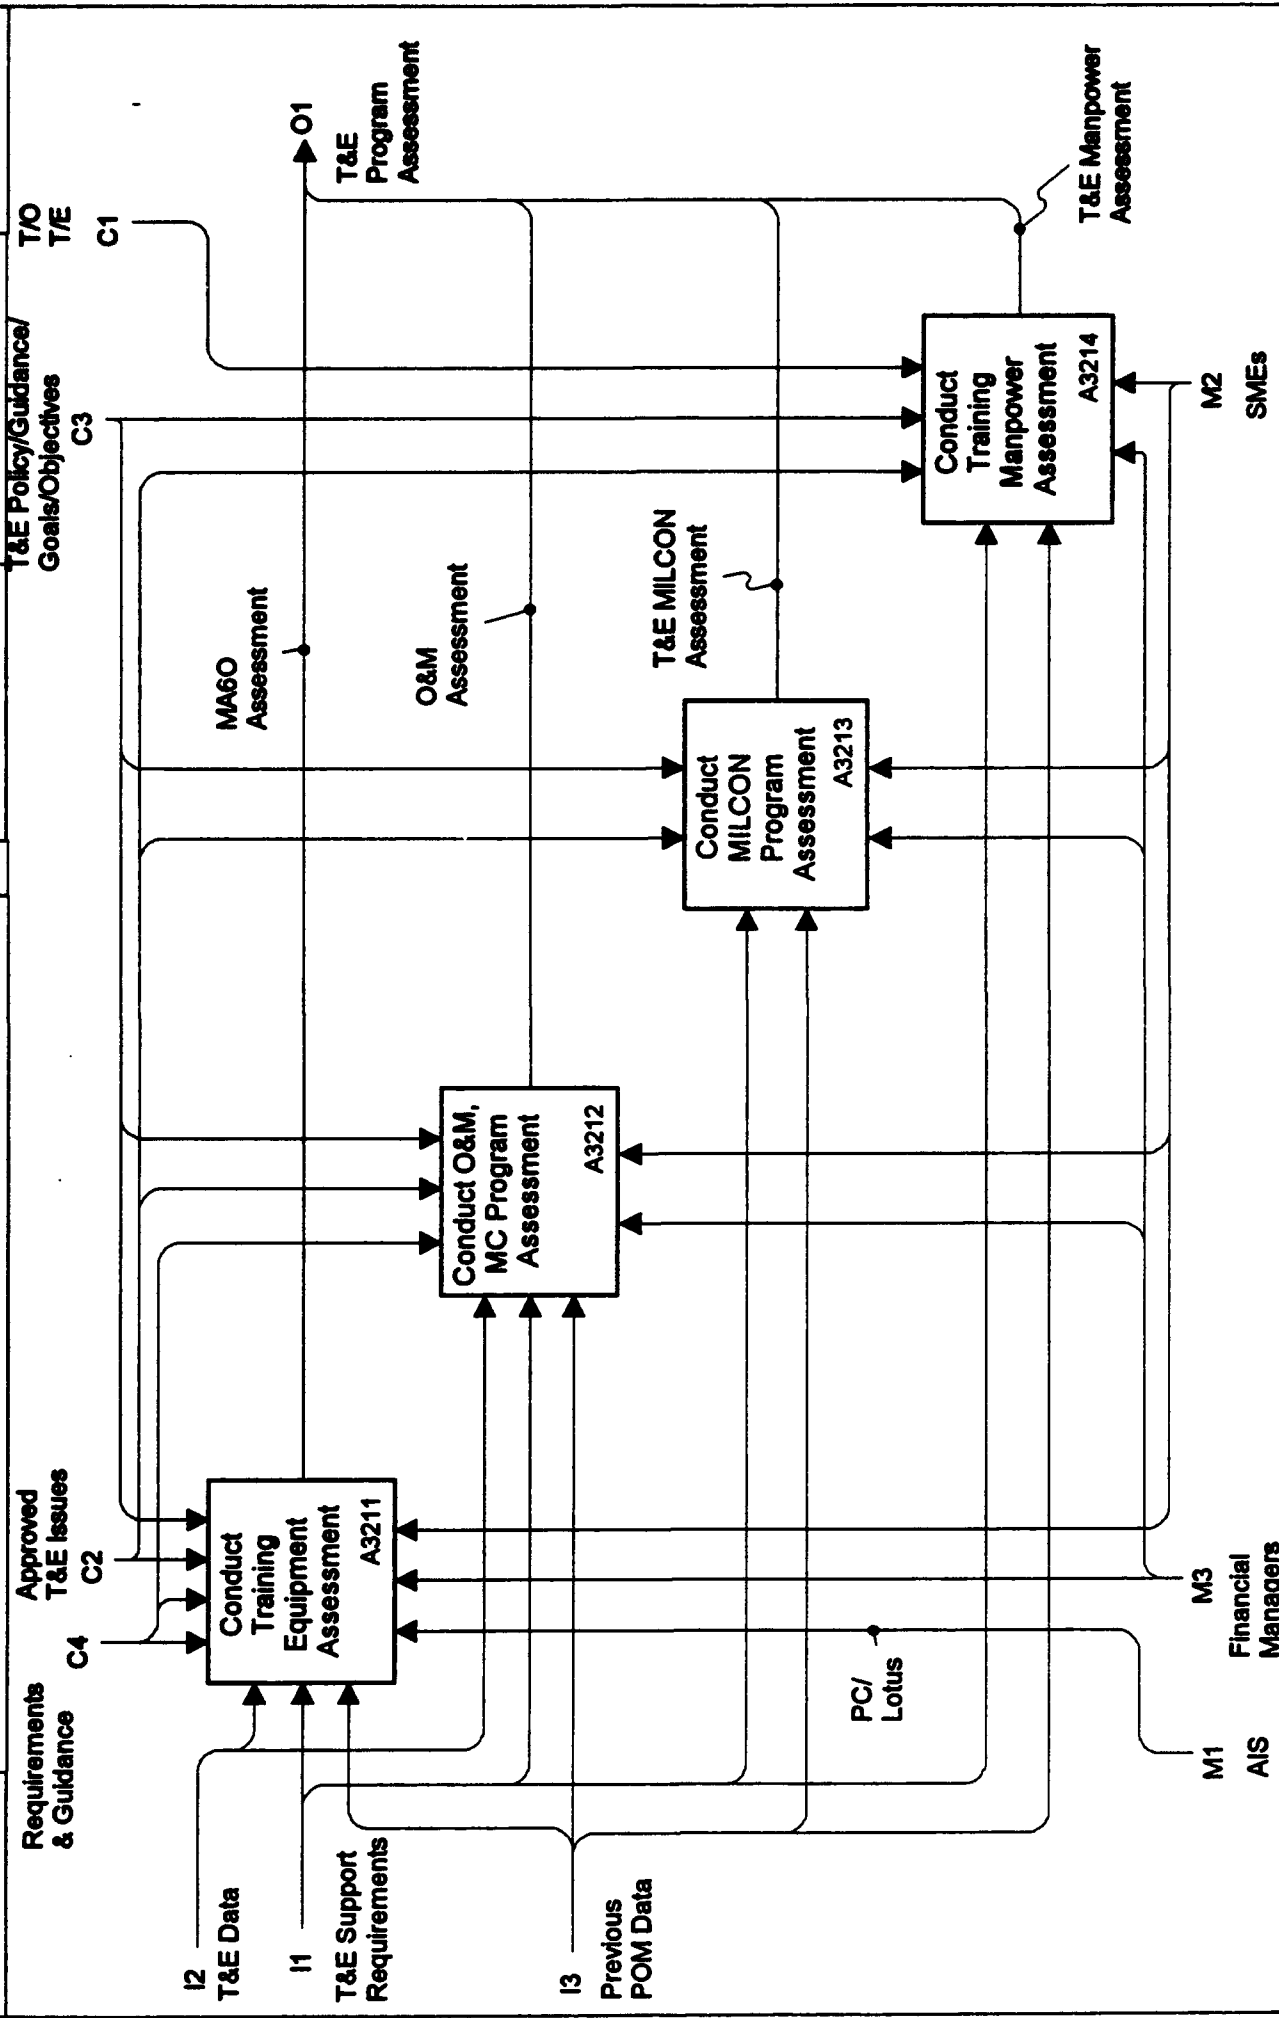 Requirements
& Guidance
C4
Approved
T&E Issues
C2
T&E Policy/Guidance/
Goals/Objectives
C3
T/O
T/E
C1
I2
T&E Data
I1
T&E Support
Requirements
I3
Previous
POM Data
Conduct
Training
Equipment
Assessment
A3211
MA6O
Assessment
O1
T&E
Program
Assessment
Conduct O&M,
MC Program
Assessment
A3212
O&M
Assessment
Conduct
MILCON
Program
Assessment
A3213
T&E MILCON
Assessment
Conduct
Training
Manpower
Assessment
A3214
T&E Manpower
Assessment
PC/
Lotus
M1
AIS
M3
Financial
Managers
M2
SMEs